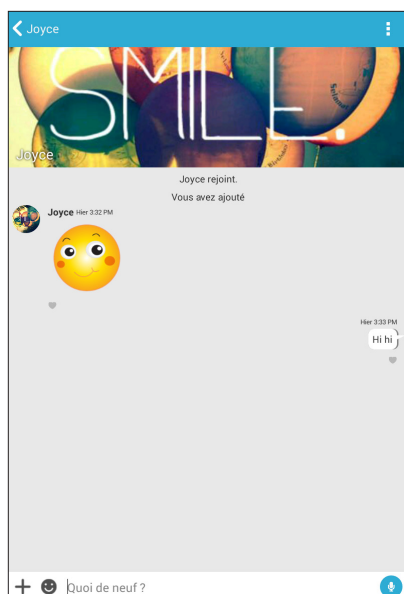 Joyce
SMILE.
Joyce
Joyce rejoint.
Vous avez ajouté
Joyce Hier 3:32 PM
Hier 3:33 PM
Hi hi
Quoi de neuf ?